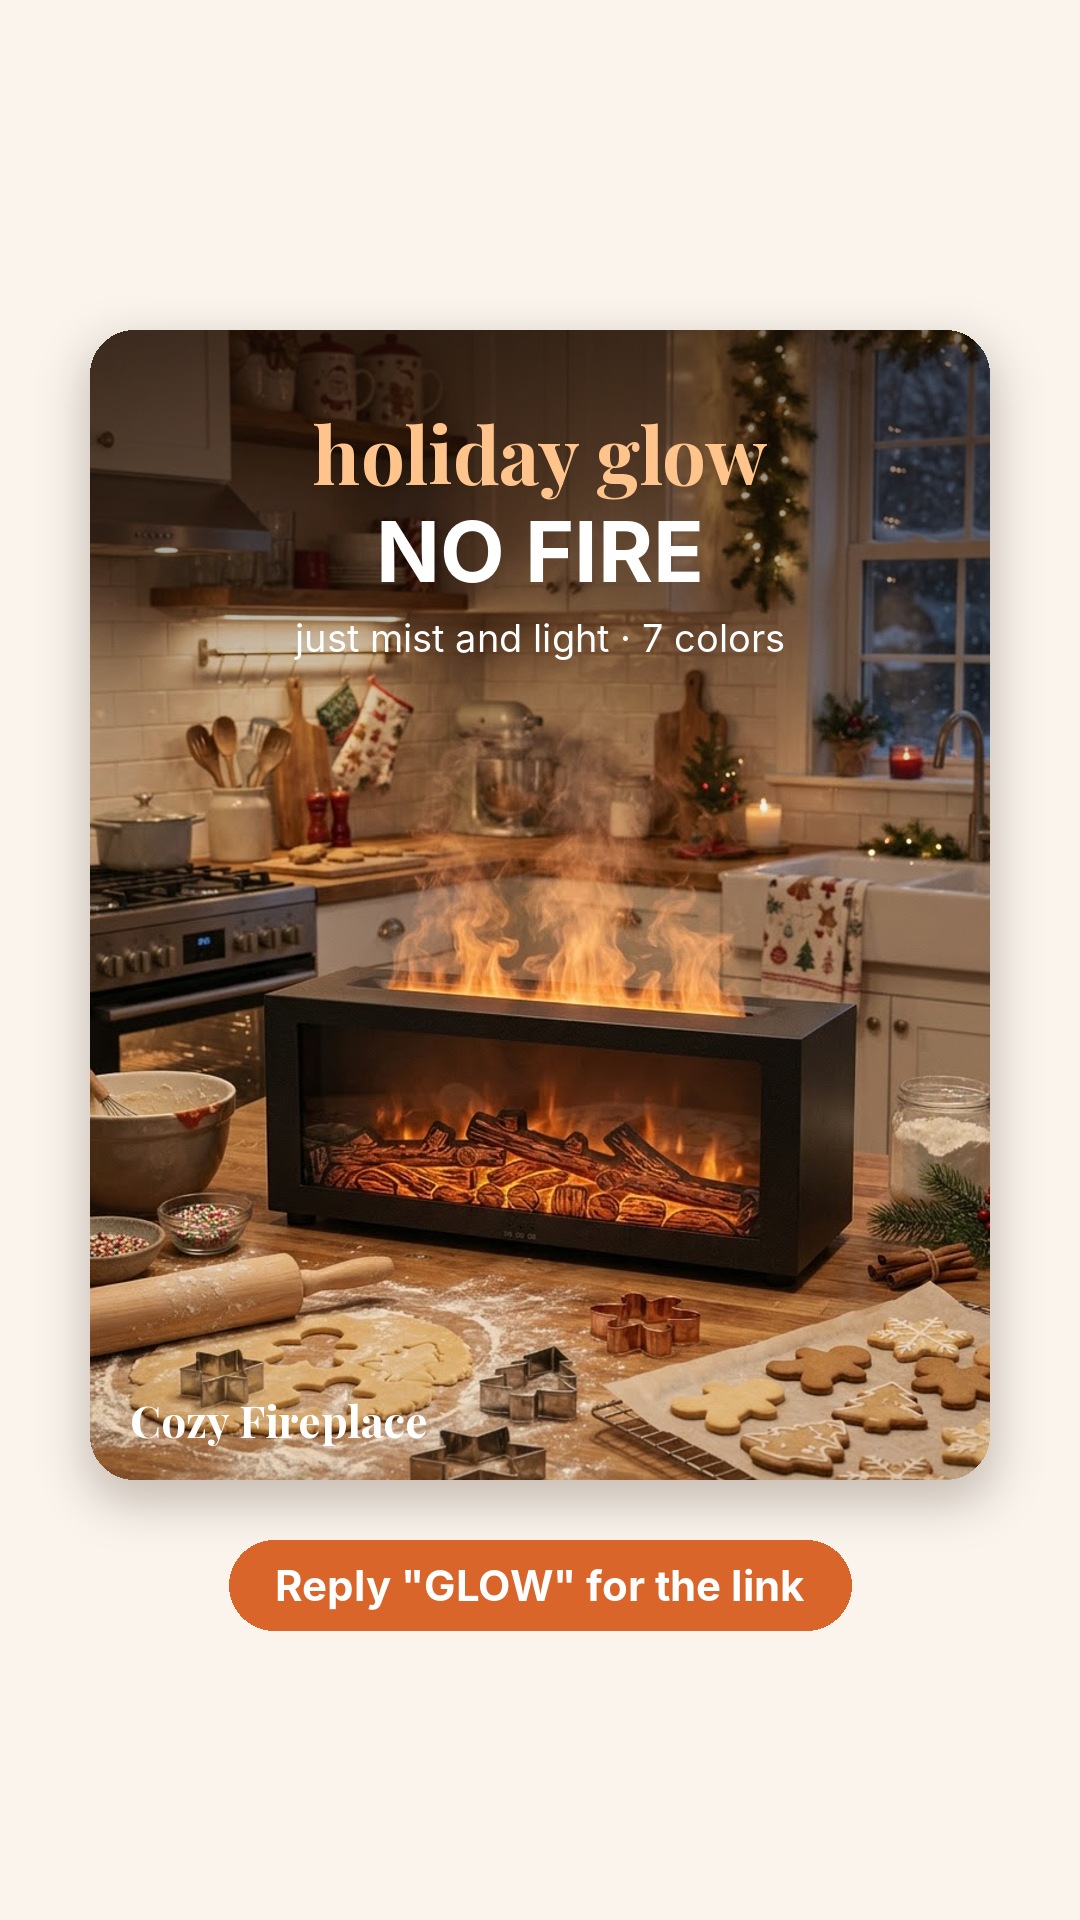 holiday glow
NO FIRE
just mist and light · 7 colors
Cozy Fireplace
Reply "GLOW" for the link